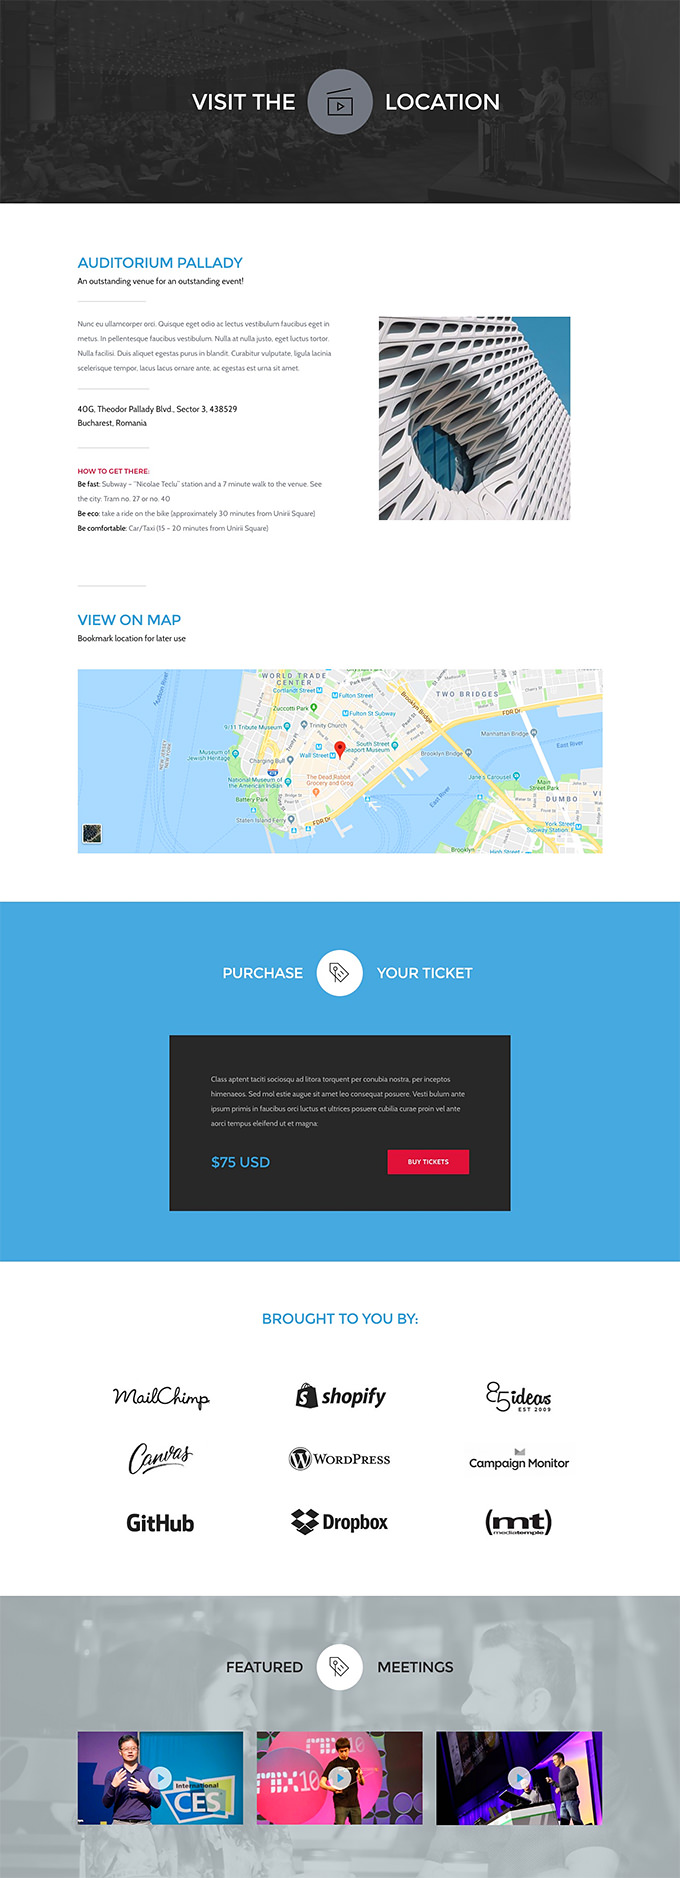 VISIT THE LOCATION
AUDITORIUM PALLADY
An outstanding venue for an outstanding event!
Nunc eu ullamcorper orci. Quisque eget odio ac lectus vestibulum faucibus eget in
metus. In pellentesque faucibus vestibulum. Nulla at nulla justo, eget luctus tortor.
Nulla facilisi. Duis aliquet egestas purus in blandit. Curabitur vulputate, ligula lacinia
scelerisque tempor, lacus lacus ornare ante, ac egestas est urna sit amet.
40G, Theodor Pallady Blvd., Sector 3, 438529
Bucharest, Romania
HOW TO GET THERE:
Be fast: Subway – "Nicolae Teclu" station and a 7 minute walk to the venue. See
the city: Tram no. 27 or no. 40
Be eco: take a ride on the bike (approximately 30 minutes from Unirii Square)
Be comfortable: Car/Taxi (15 – 20 minutes from Unirii Square)
VIEW ON MAP
Bookmark location for later use
WORLD TRADE
CENTER
Park Row
Cortlandt Street
Fulton Street
TWO BRIDGES
Zuccotti Park
Fulton St Subway
Brooklyn Bridge
FDR Dr
9/11 Tribute Museum
Trinity Church
Manhattan Bridge
Museum of
Jewish Heritage
Charging Bull
Wall Street
South Street
Seaport Museum
Brooklyn Bridge
East River
National Museum of
the American Indian
The Dead Rabbit
Grocery and Grog
Jane's Carousel
Main
Street Park
Battery Park
East River
DUMBO
Staten Island Ferry
FDR Dr
York Street
Subway Station
Brooklyn
High Street
Hudson River
PURCHASE YOUR TICKET
Class aptent taciti sociosqu ad litora torquent per conubia nostra, per inceptos
himenaeos. Sed mol estie augue sit amet leo consequat posuere. Vesti bulum ante
ipsum primis in faucibus orci luctus et ultrices posuere cubilia curae proin vel ante
aorci tempus eleifend ut et magna:
$75 USD
BUY TICKETS
BROUGHT TO YOU BY:
MailChimp
shopify
85ideas
EST 2009
Canvas
WORDPRESS
Campaign Monitor
GitHub
Dropbox
(mt)
mediatemple
FEATURED MEETINGS
International
CES
MIX10